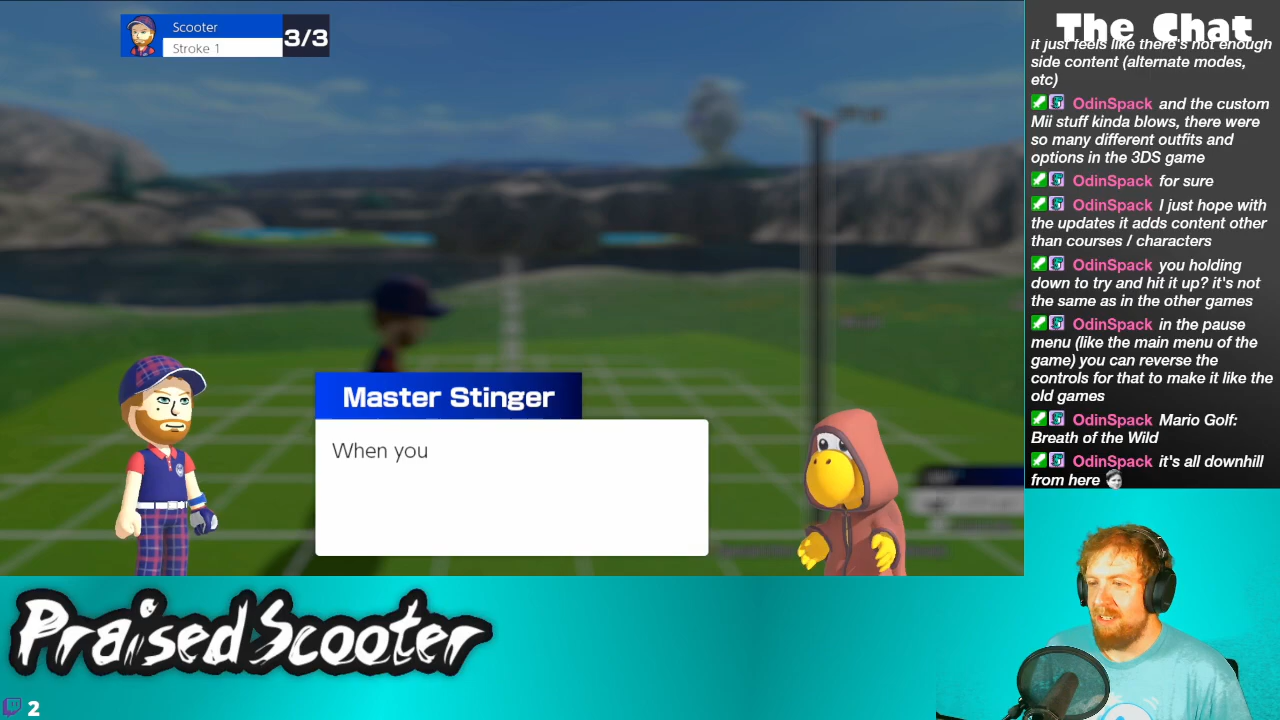 Scooter
Stroke 1
3/3
Master Stinger
When you
The Chat
it just feels like there's not enough
side content (alternate modes,
etc)
OdinSpack and the custom
Mii stuff kinda blows, there were
so many different outfits and
options in the 3DS game
OdinSpack for sure
OdinSpack I just hope with
the updates it adds content other
than courses / characters
OdinSpack you holding
down to try and hit it up? it's not
the same as in the other games
OdinSpack in the pause
menu (like the main menu of the
game) you can reverse the
controls for that to make it like the
old games
OdinSpack Mario Golf:
Breath of the Wild
OdinSpack it's all downhill
from here
PraisedScooter
2